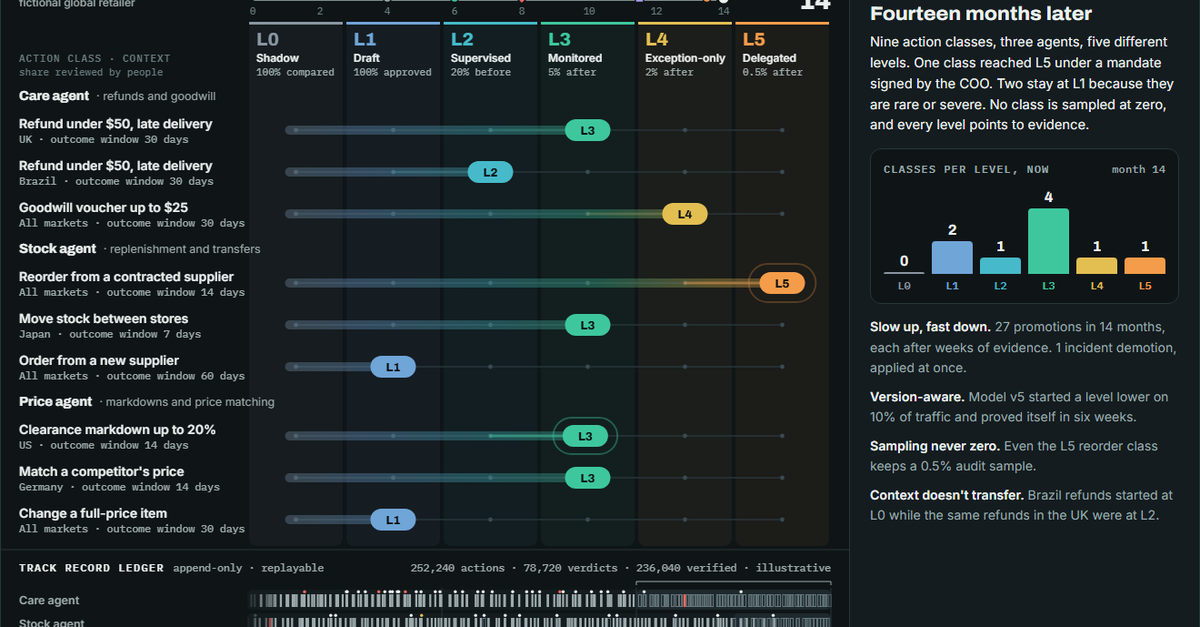 fictional global retailer
0 2 4 6 8 10 12 14
14
L0 L1 L2 L3 L4 L5
Shadow Draft Supervised Monitored Exception-only Delegated
100% compared 100% approved 20% before 5% after 2% after 0.5% after
ACTION CLASS · CONTEXT
share reviewed by people
Care agent · refunds and goodwill
Refund under $50, late delivery
UK · outcome window 30 days
L3
Refund under $50, late delivery
Brazil · outcome window 30 days
L2
Goodwill voucher up to $25
All markets · outcome window 30 days
L4
Stock agent · replenishment and transfers
Reorder from a contracted supplier
All markets · outcome window 14 days
L5
Move stock between stores
Japan · outcome window 7 days
L3
Order from a new supplier
All markets · outcome window 60 days
L1
Price agent · markdowns and price matching
Clearance markdown up to 20%
US · outcome window 14 days
L3
Match a competitor's price
Germany · outcome window 14 days
L3
Change a full-price item
All markets · outcome window 30 days
L1
TRACK RECORD LEDGER append-only · replayable
252,240 actions · 78,720 verdicts · 236,040 verified · illustrative
Care agent
Stock agent
Fourteen months later
Nine action classes, three agents, five different
levels. One class reached L5 under a mandate
signed by the COO. Two stay at L1 because they
are rare or severe. No class is sampled at zero,
and every level points to evidence.
CLASSES PER LEVEL, NOW month 14
0 2 1 4 1 1
L0 L1 L2 L3 L4 L5
Slow up, fast down. 27 promotions in 14 months,
each after weeks of evidence. 1 incident demotion,
applied at once.
Version-aware. Model v5 started a level lower on
10% of traffic and proved itself in six weeks.
Sampling never zero. Even the L5 reorder class
keeps a 0.5% audit sample.
Context doesn't transfer. Brazil refunds started at
L0 while the same refunds in the UK were at L2.